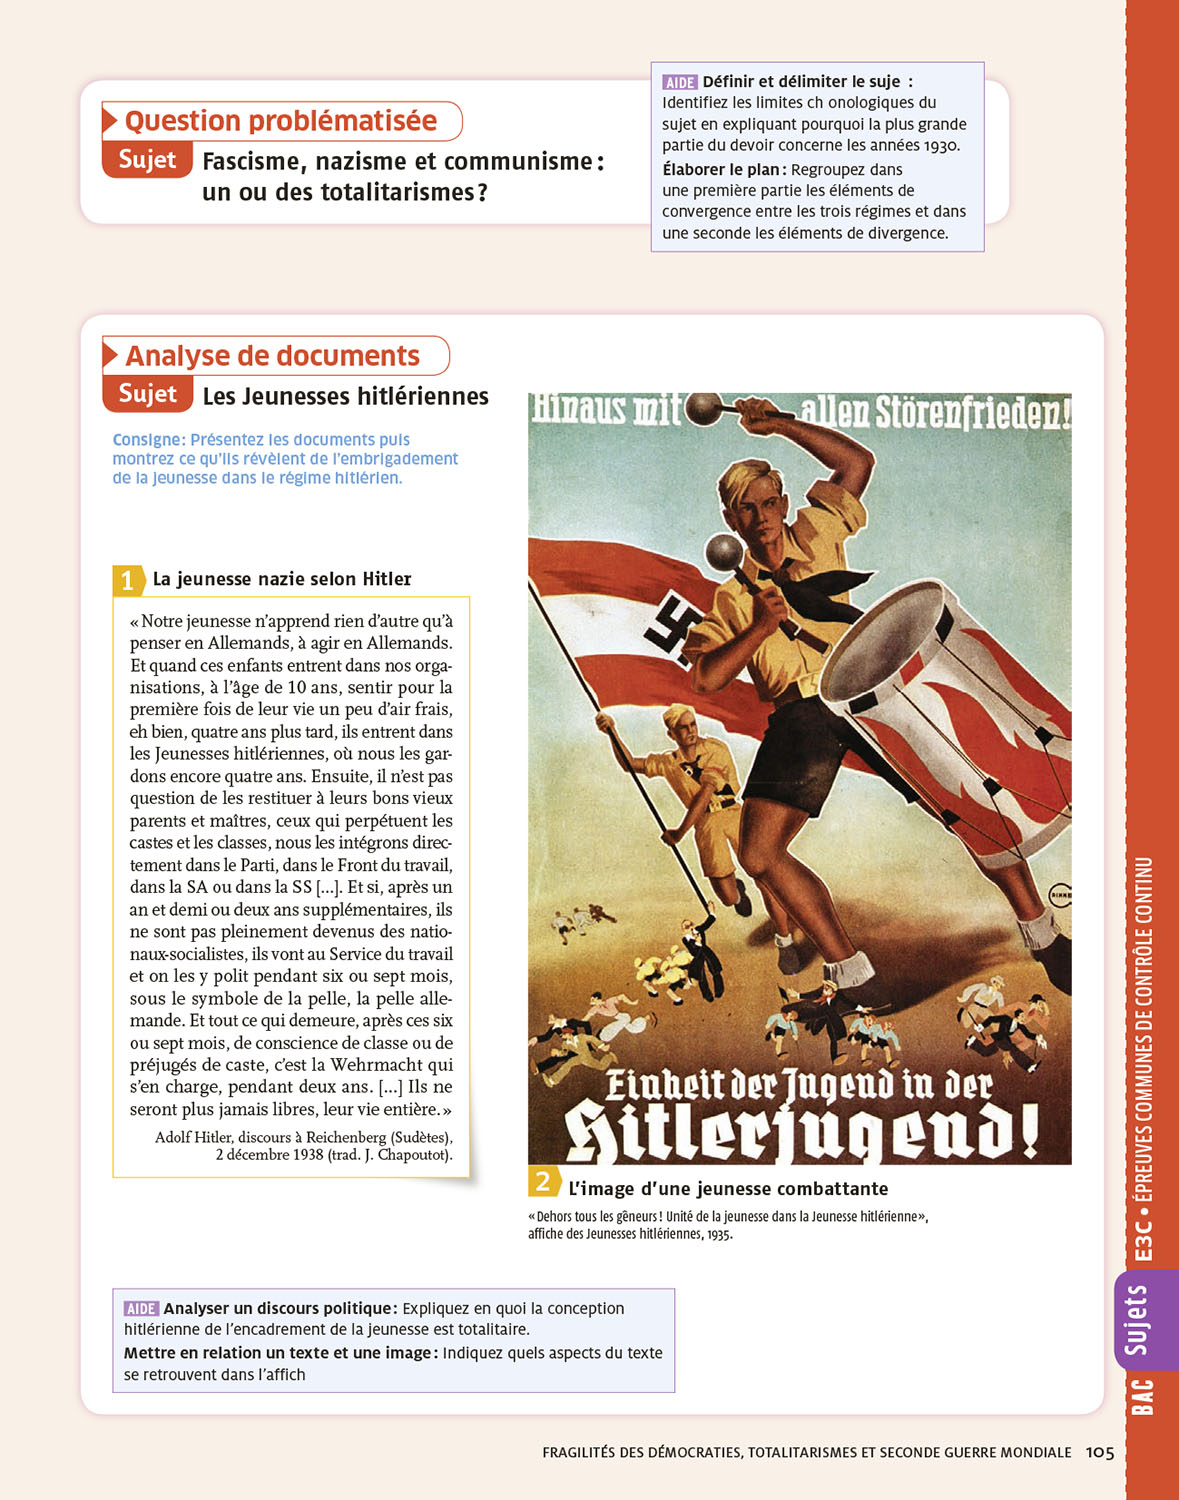 Question problématisée
Sujet
Fascisme, nazisme et communisme :
un ou des totalitarismes ?
AIDE Définir et délimiter le suje :
Identifiez les limites ch onologiques du
sujet en expliquant pourquoi la plus grande
partie du devoir concerne les années 1930.
Élaborer le plan : Regroupez dans
une première partie les éléments de
convergence entre les trois régimes et dans
une seconde les éléments de divergence.
Analyse de documents
Sujet
Les Jeunesses hitlériennes
Consigne : Présentez les documents puis
montrez ce qu'ils révèlent de l'embrigadement
de la jeunesse dans le régime hitlérien.
1 La jeunesse nazie selon Hitler
« Notre jeunesse n'apprend rien d'autre qu'à
penser en Allemands, à agir en Allemands.
Et quand ces enfants entrent dans nos orga-
nisations, à l'âge de 10 ans, sentir pour la
première fois de leur vie un peu d'air frais,
eh bien, quatre ans plus tard, ils entrent dans
les Jeunesses hitlériennes, où nous les gar-
dons encore quatre ans. Ensuite, il n'est pas
question de les restituer à leurs bons vieux
parents et maîtres, ceux qui perpétuent les
castes et les classes, nous les intégrons direc-
tement dans le Parti, dans le Front du travail,
dans la SA ou dans la SS [...]. Et si, après un
an et demi ou deux ans supplémentaires, ils
ne sont pas pleinement devenus des natio-
naux-socialistes, ils vont au Service du travail
et on les y polit pendant six ou sept mois,
sous le symbole de la pelle, la pelle alle-
mande. Et tout ce qui demeure, après ces six
ou sept mois, de conscience de classe ou de
préjugés de caste, c'est la Wehrmacht qui
s'en charge, pendant deux ans. [...] Ils ne
seront plus jamais libres, leur vie entière. »
Adolf Hitler, discours à Reichenberg (Sudètes),
2 décembre 1938 (trad. J. Chapoutot).
Hinaus mit allen Störenfrieden!
Einheit der Jugend in der
Hitlerjugend!
2 L'image d'une jeunesse combattante
« Dehors tous les gêneurs ! Unité de la jeunesse dans la Jeunesse hitlérienne »,
affiche des Jeunesses hitlériennes, 1935.
AIDE Analyser un discours politique : Expliquez en quoi la conception
hitlérienne de l'encadrement de la jeunesse est totalitaire.
Mettre en relation un texte et une image : Indiquez quels aspects du texte
se retrouvent dans l'affich
BAC Sujets E3C • ÉPREUVES COMMUNES DE CONTRÔLE CONTINU
FRAGILITÉS DES DÉMOCRATIES, TOTALITARISMES ET SECONDE GUERRE MONDIALE 105